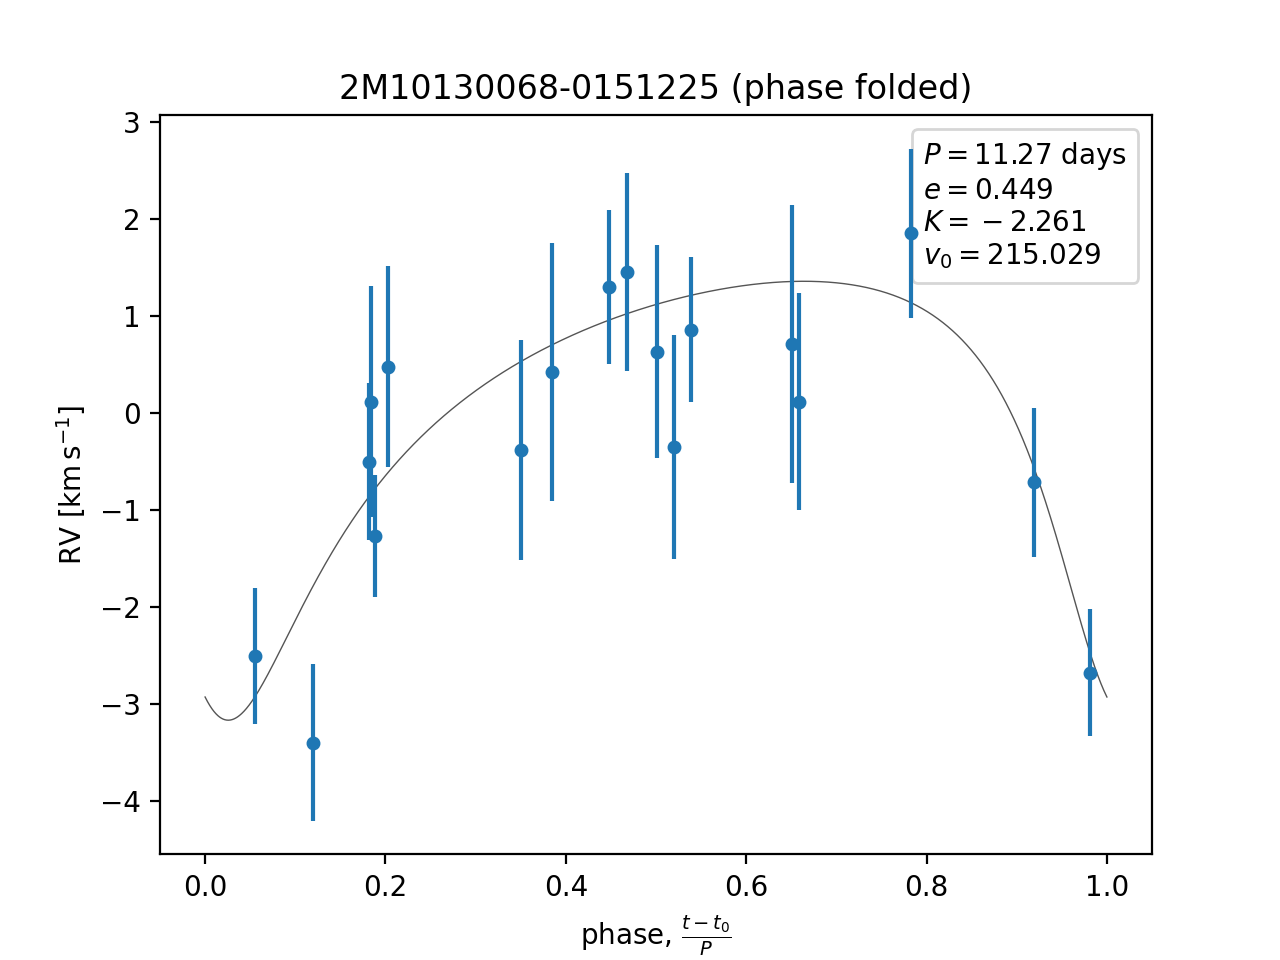 2M10130068-0151225 (phase folded)
P = 11.27 days
e = 0.449
K = −2.261
v₀ = 215.029
RV [km s⁻¹]
3
2
1
0
−1
−2
−3
−4
0.0 0.2 0.4 0.6 0.8 1.0
phase, (t − t₀)/P